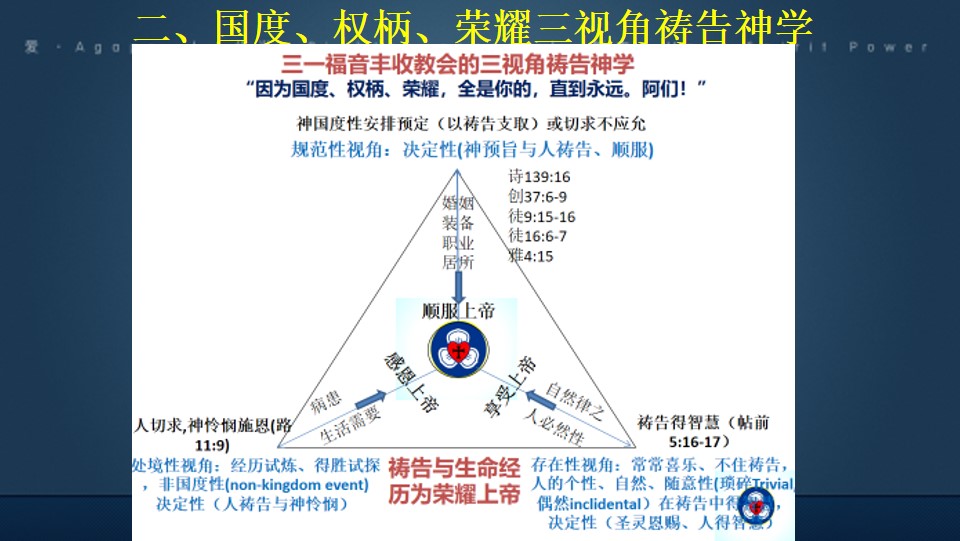 二、国度、权柄、荣耀三视角祷告神学
爱·Agap
rit Power
三一福音丰收教会的三视角祷告神学
“因为国度、权柄、荣耀，全是你的，直到永远。阿们！”
神国度性安排预定（以祷告支取）或切求不应允
规范性视角：决定性(神预旨与人祷告、顺服)
诗139:16
创37:6-9
徒9:15-16
徒16:6-7
雅4:15
婚姻
装备
职业
居所
顺服上帝
感恩上帝
享受上帝
病患
生活需要
自然律之
人必然性
人切求,神怜悯施恩(路
11:9)
处境性视角：经历试炼、得胜试探
，非国度性(non-kingdom event)
决定性（人祷告与神怜悯）
祷告与生命经
历为荣耀上帝
祷告得智慧（帖前
5:16-17）
存在性视角：常常喜乐、不住祷告，
人的个性、自然、随意性(琐碎Trivial,
偶然inclidental）在祷告中得
，
决定性（圣灵恩赐、人得智慧）